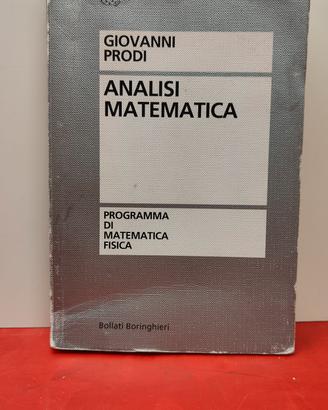 GIOVANNI
PRODI
ANALISI
MATEMATICA
PROGRAMMA
DI
MATEMATICA
FISICA
Bollati Boringhieri